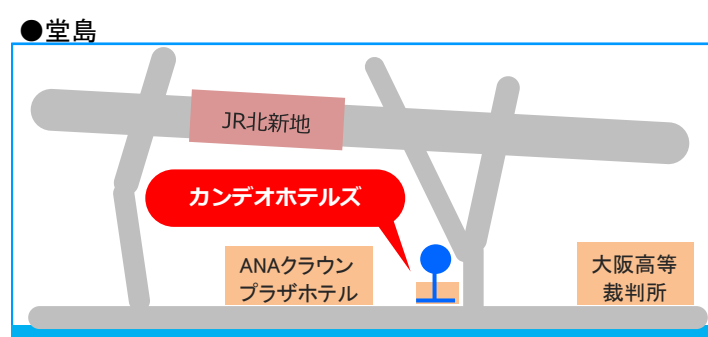 ●堂島
JR北新地
カンデオホテルズ
ANAクラウン
プラザホテル
大阪高等
裁判所